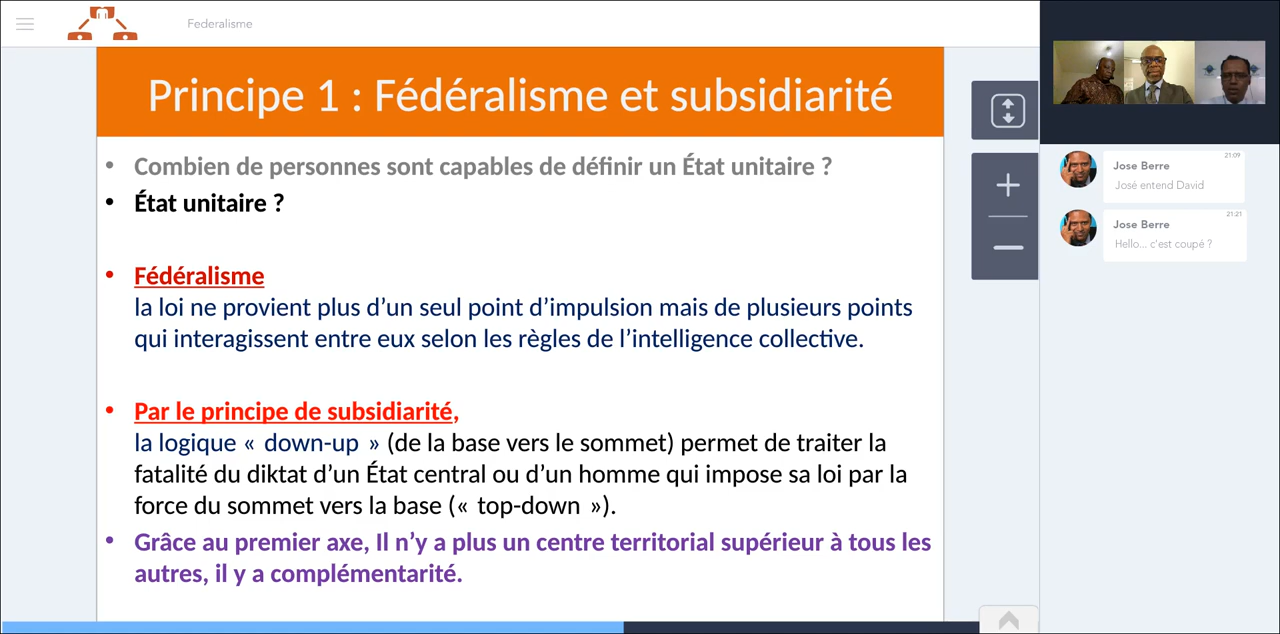 Federalisme
Principe 1 : Fédéralisme et subsidiarité
• Combien de personnes sont capables de définir un État unitaire ?
• État unitaire ?
• Fédéralisme
la loi ne provient plus d’un seul point d’impulsion mais de plusieurs points
qui interagissent entre eux selon les règles de l’intelligence collective.
• Par le principe de subsidiarité,
la logique « down-up » (de la base vers le sommet) permet de traiter la
fatalité du diktat d’un État central ou d’un homme qui impose sa loi par la
force du sommet vers la base (« top-down »).
• Grâce au premier axe, Il n’y a plus un centre territorial supérieur à tous les
autres, il y a complémentarité.
21:09
Jose Berre
José entend David
21:21
Jose Berre
Hello... c'est coupé ?